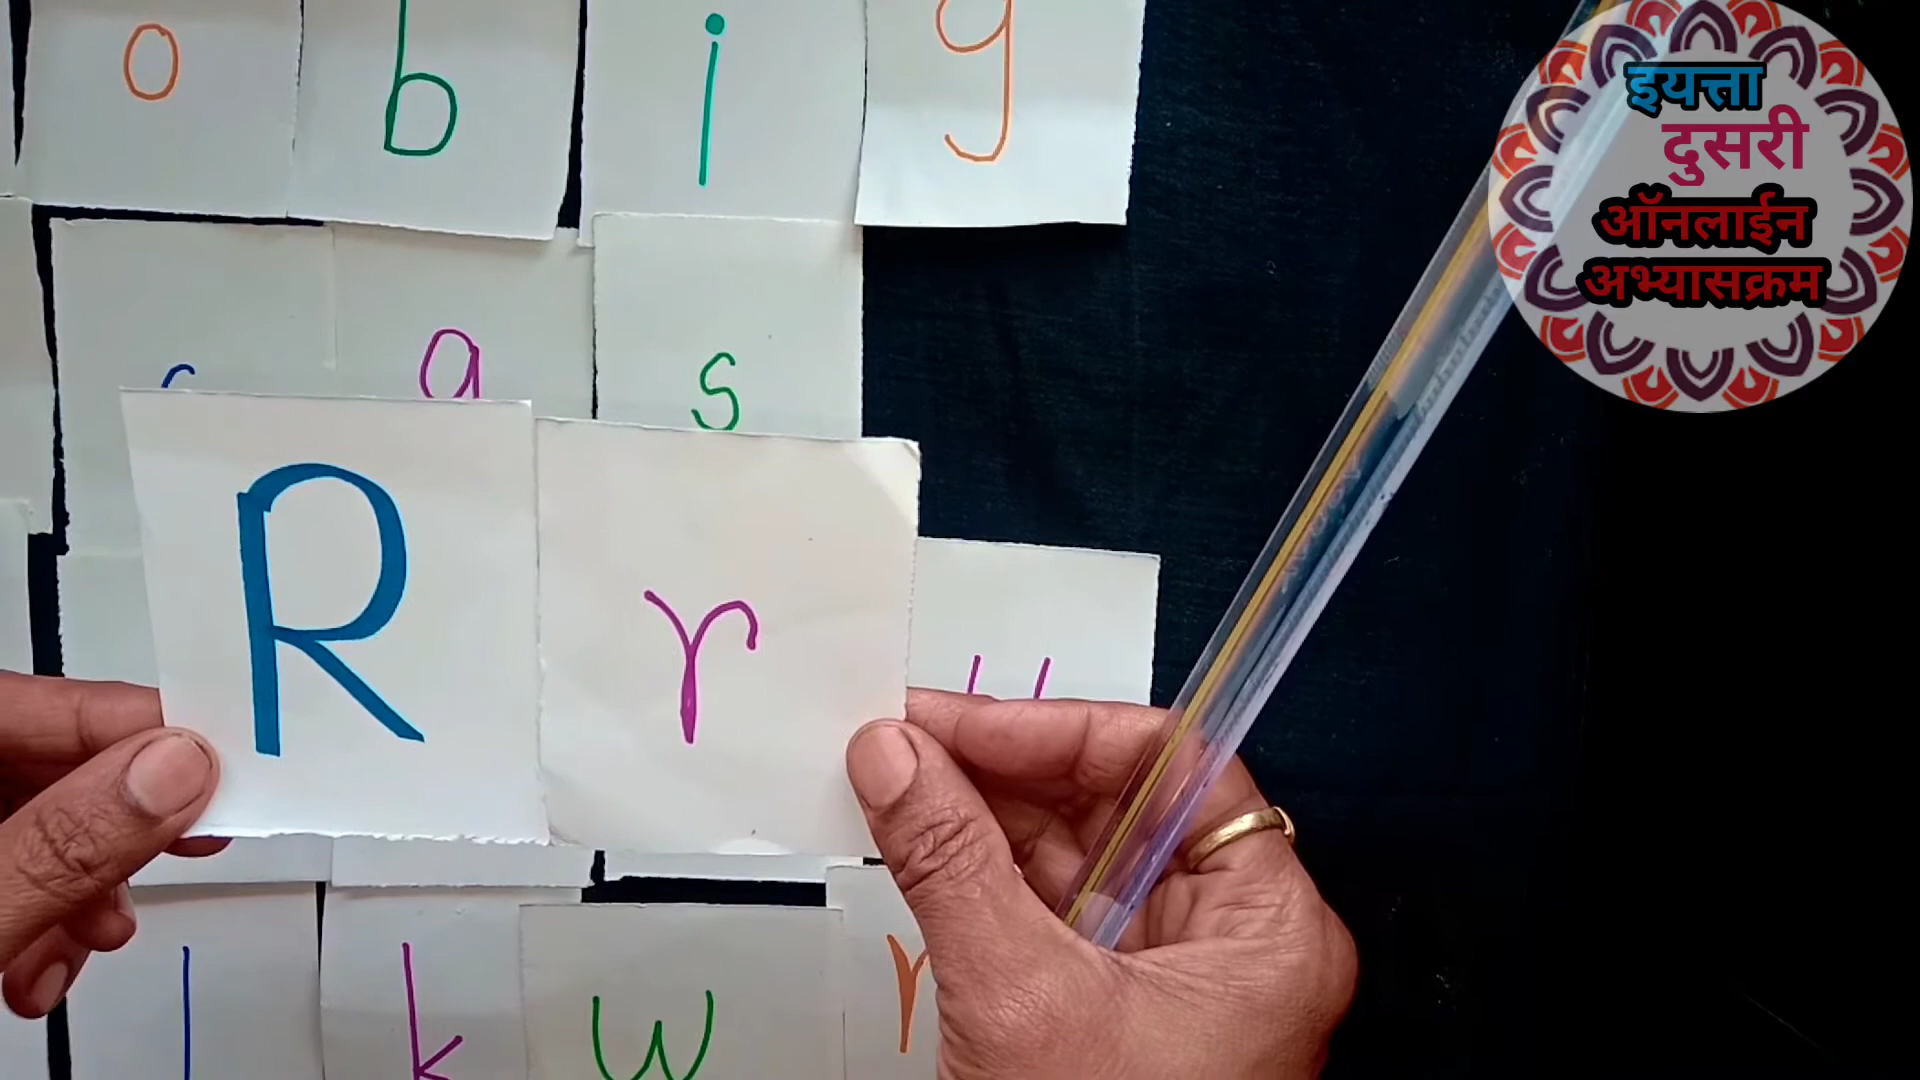 o b i g
a s
R r
l k w
इयत्ता
दुसरी
ऑनलाईन
अभ्यासक्रम